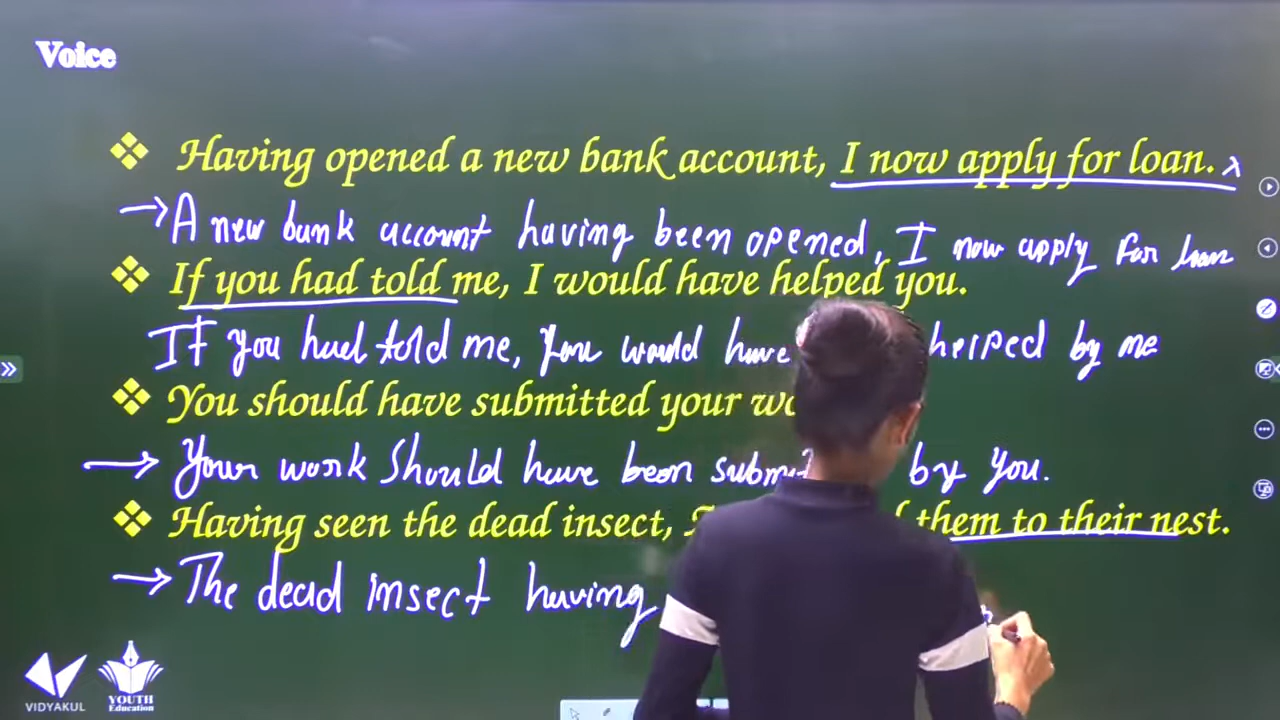 Voice
❖ Having opened a new bank account, I now apply for loan.
→ A new bank account having been opened, I now apply for loan
❖ If you had told me, I would have helped you.
If you had told me, you would have helped by me
❖ You should have submitted your
→ Your work should have been by you.
❖ Having seen the dead insect, them to their nest.
→ The dead insect having
VIDYAKUL
YOUTH
Education